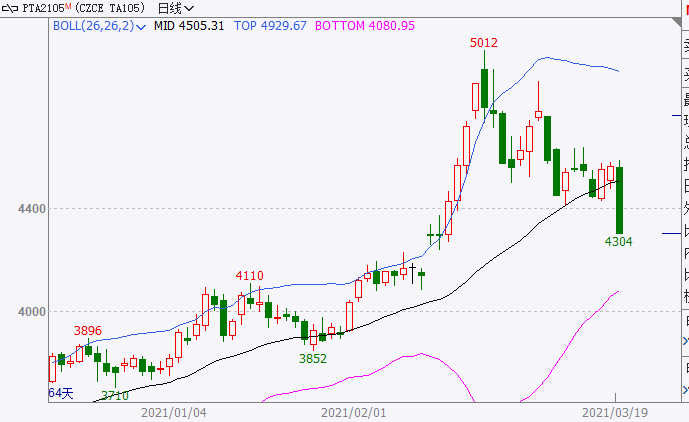 PTA2105M (CZCE TA105) 日线
BOLL(26,26,2) MID 4505.31 TOP 4929.67 BOTTOM 4080.95
5012
4400
4304
4110
4000
3896
3852
3710
64天
2021/01/04 2021/02/01 2021/03/19